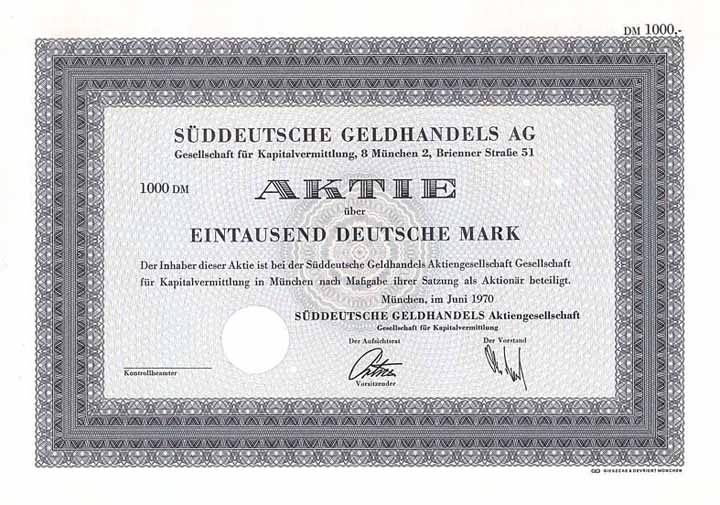 DM 1000,-
SÜDDEUTSCHE GELDHANDELS AG
Gesellschaft für Kapitalvermittlung, 8 München 2, Brienner Straße 51
1000 DM AKTIE
über
EINTAUSEND DEUTSCHE MARK
Der Inhaber dieser Aktie ist bei der Süddeutsche Geldhandels Aktiengesellschaft Gesellschaft
für Kapitalvermittlung in München nach Maßgabe ihrer Satzung als Aktionär beteiligt.
München, im Juni 1970
SÜDDEUTSCHE GELDHANDELS Aktiengesellschaft
Gesellschaft für Kapitalvermittlung
Der Aufsichtsrat Der Vorstand
Kontrollbeamter
Vorsitzender
GIESECKE & DEVRIENT MÜNCHEN